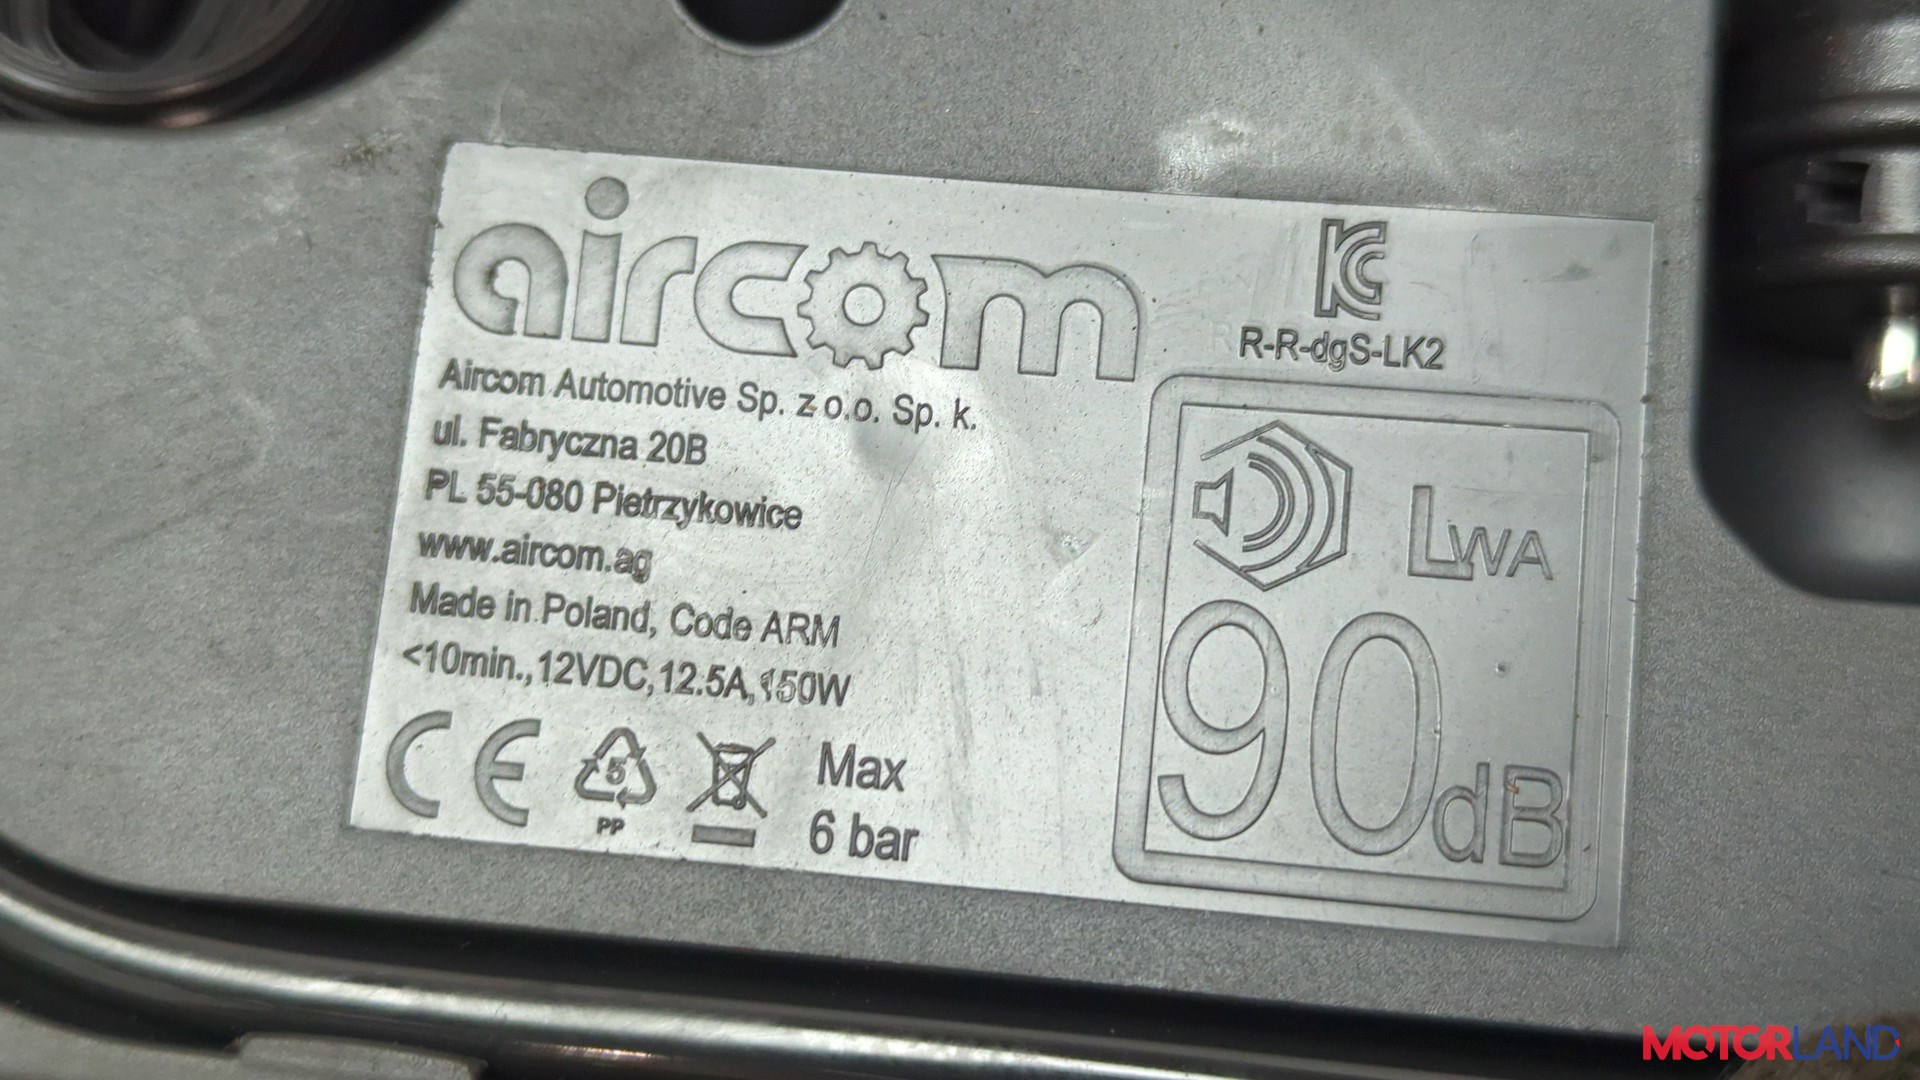 aircom
R-R-dgS-LK2
Aircom Automotive Sp. z o.o. Sp. k.
ul. Fabryczna 20B
PL 55-080 Pietrzykowice
www.aircom.ag
Made in Poland, Code ARM
<10min., 12VDC, 12.5A, 150W
CE
5
PP
Max
6 bar
LWA
90dB
MOTORLAND